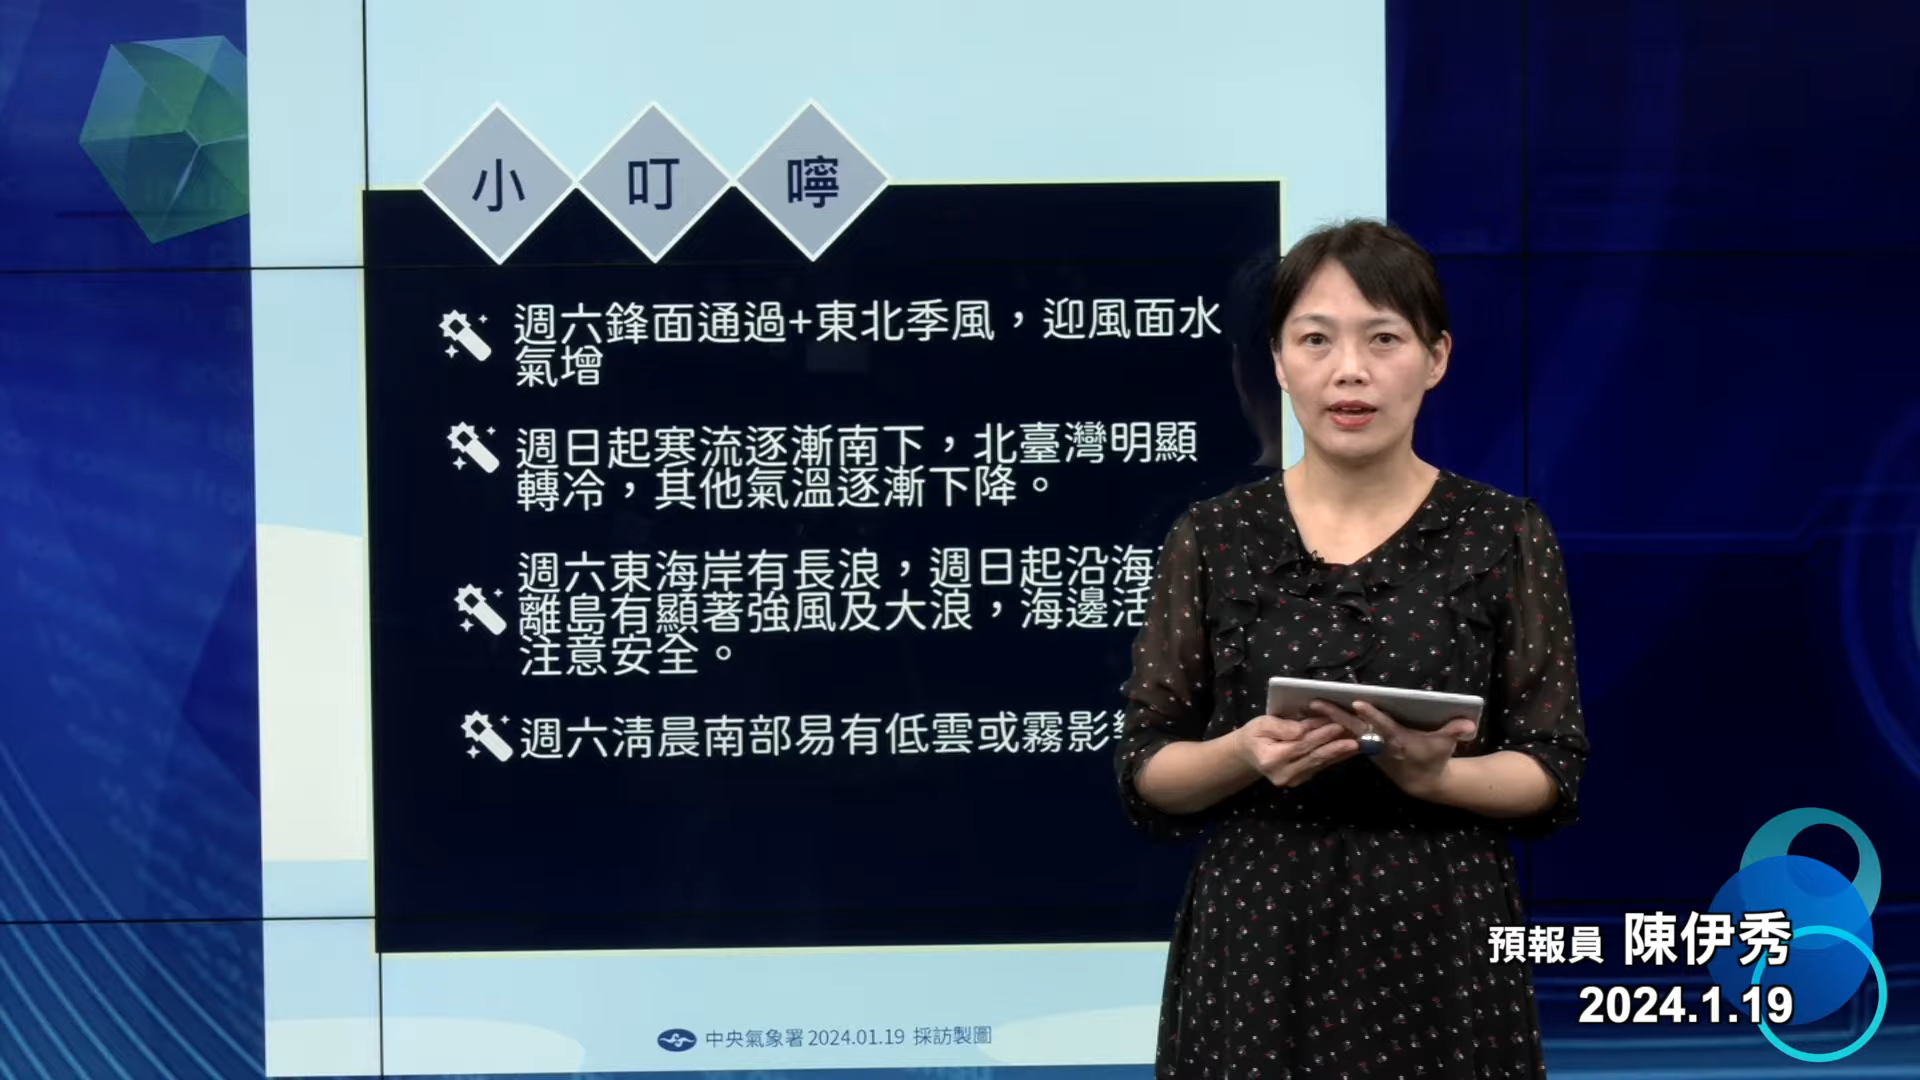 小叮嚀
週六鋒面通過+東北季風，迎風面水
氣增
週日起寒流逐漸南下，北臺灣明顯
轉冷，其他氣溫逐漸下降。
週六東海岸有長浪，週日起沿海
離島有顯著強風及大浪，海邊活
注意安全。
週六清晨南部易有低雲或霧影
預報員 陳伊秀
2024.1.19
中央氣象署2024.01.19 採訪製圖